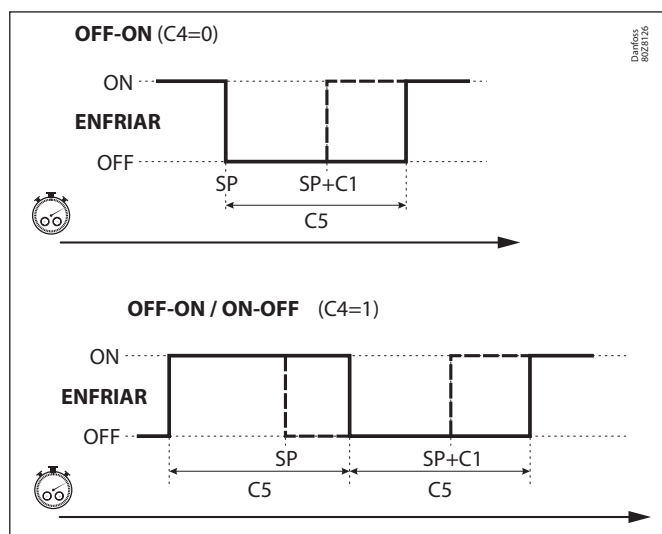 OFF-ON (C4=0)
Danfoss
80Z8126
ON
ENFRIAR
OFF
SP SP+C1
C5
OFF-ON / ON-OFF (C4=1)
ON
ENFRIAR
OFF
SP SP+C1
C5 C5